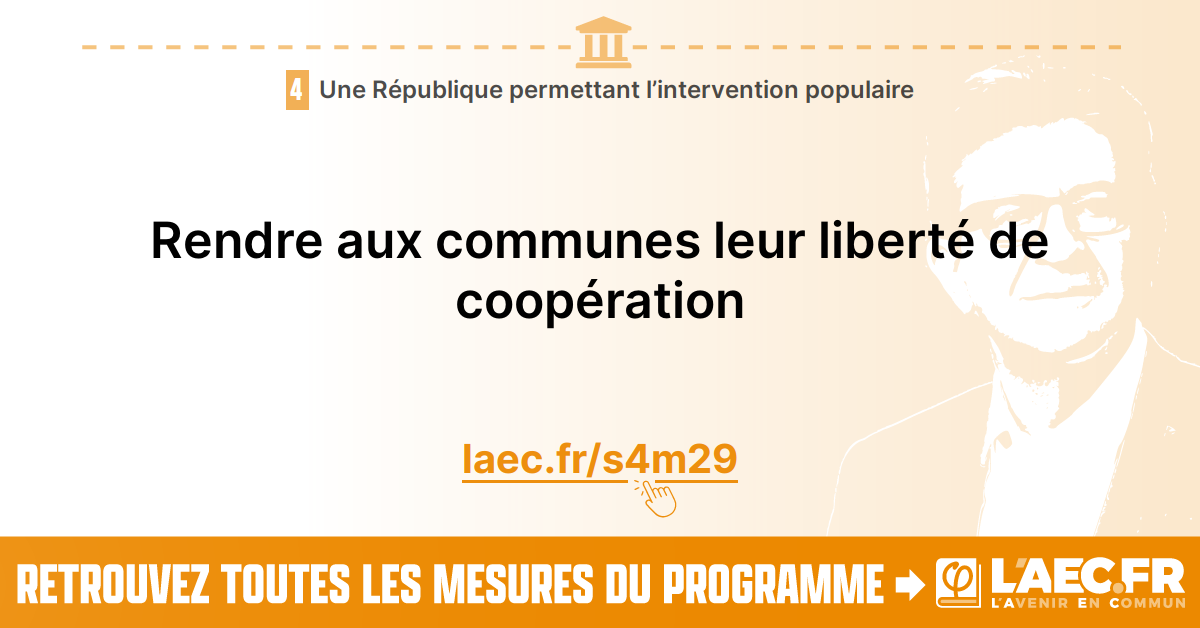 4 Une République permettant l’intervention populaire
Rendre aux communes leur liberté de
coopération
laec.fr/s4m29
RETROUVEZ TOUTES LES MESURES DU PROGRAMME
φ L'AEC.FR
L'AVENIR EN COMMUN